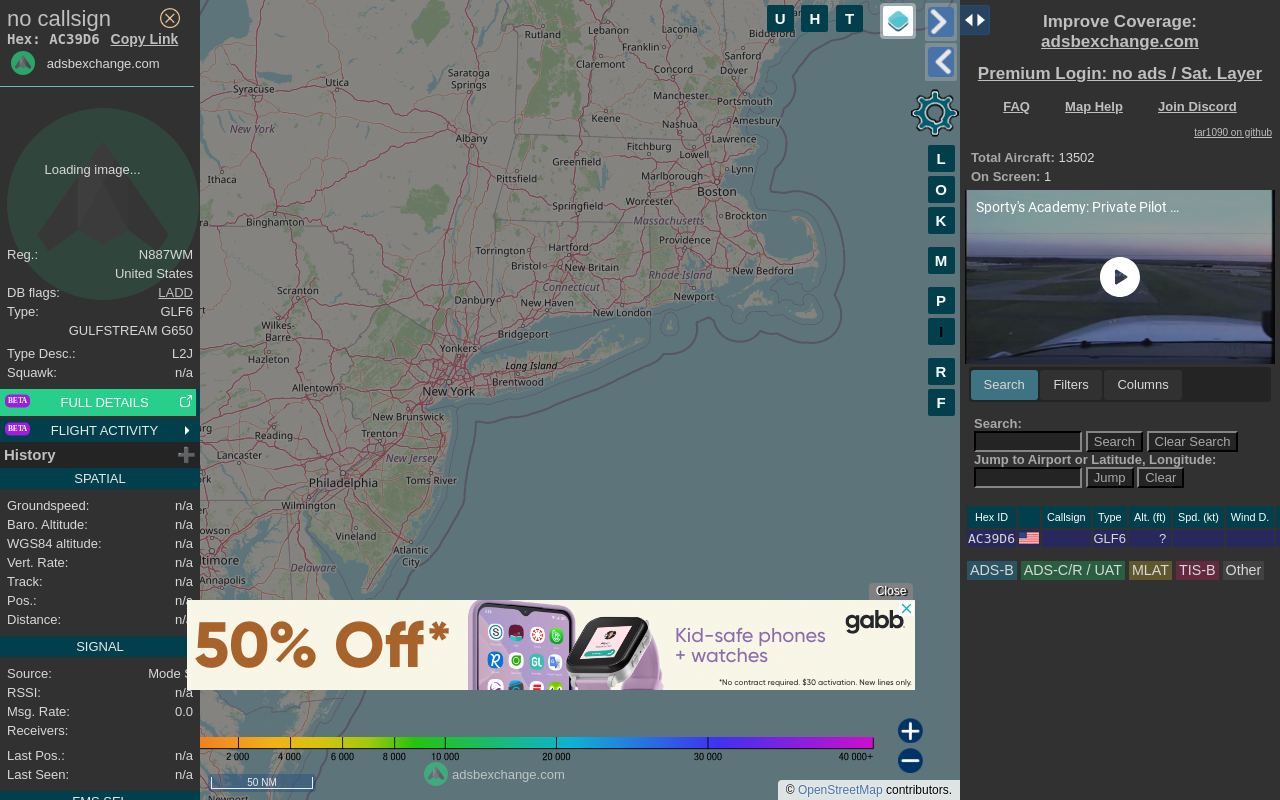 no callsign
Hex: AC39D6 Copy Link
adsbexchange.com
Loading image...
Reg.: N887WM
United States
DB flags: LADD
Type: GLF6
GULFSTREAM G650
Type Desc.: L2J
Squawk: n/a
BETA FULL DETAILS
BETA FLIGHT ACTIVITY
History
SPATIAL
Groundspeed: n/a
Baro. Altitude: n/a
WGS84 altitude: n/a
Vert. Rate: n/a
Track: n/a
Pos.: n/a
Distance: n/a
SIGNAL
Source: Mode S
RSSI: n/a
Msg. Rate: 0.0
Receivers:
Last Pos.: n/a
Last Seen: n/a
FMS SEL
U H T
L
O
K
M
P
I
R
F
Rutland
Lebanon
Laconia
Biddeford
Franklin
Claremont
Sanford
Concord
Dover
Saratoga
Springs
Utica
Syracuse
Manchester
Portsmouth
Keene
Amesbury
Nashua
New York
Albany
Lawrence
Fitchburg
Lowell
Greenfield
Lynn
Marlborough
Ithaca
Pittsfield
Boston
Worcester
Springfield
Massachusetts
Brockton
Binghamton
Providence
Hartford
Torrington
Bristol
New Britain
New Bedford
Rhode Island
Connecticut
Newport
Scranton
Danbury
New Haven
New London
Wilkes-
Barre
Bridgeport
Hazleton
Yonkers
Long Island
Brentwood
Allentown
New York
New Brunswick
Reading
Trenton
Lancaster
New Jersey
Philadelphia
Toms River
Wilmington
Vineland
Atlantic
City
Annapolis
Delaware
Close
50% Off*
Kid-safe phones
+ watches
gabb
*No contract required. $30 activation. New lines only.
2 000 4 000 6 000 8 000 10 000 20 000 30 000 40 000+
adsbexchange.com
50 NM
Newport
© OpenStreetMap contributors.
Improve Coverage:
adsbexchange.com
Premium Login: no ads / Sat. Layer
FAQ Map Help Join Discord
tar1090 on github
Total Aircraft: 13502
On Screen: 1
Sporty's Academy: Private Pilot ...
Search Filters Columns
Search:
Search Clear Search
Jump to Airport or Latitude, Longitude:
Jump Clear
Hex ID Callsign Type Alt. (ft) Spd. (kt) Wind D.
AC39D6 GLF6 ?
ADS-B ADS-C/R / UAT MLAT TIS-B Other